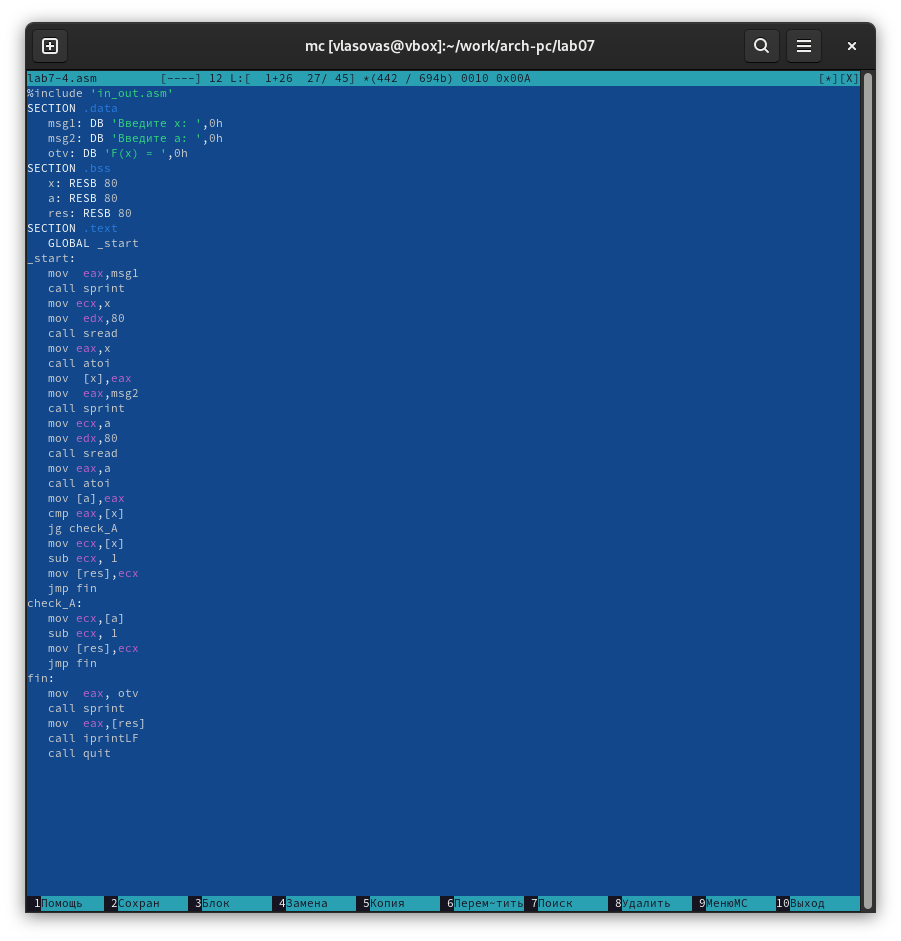 mc [vlasovas@vbox]:~/work/arch-pc/lab07
lab7-4.asm         [----] 12 L:[  1+26  27/ 45] *(442 / 694b) 0010 0x00A                                         [*][X]
%include 'in_out.asm'
SECTION .data
   msg1: DB 'Введите x: ',0h
   msg2: DB 'Введите a: ',0h
   otv: DB 'F(x) = ',0h
SECTION .bss
   x: RESB 80
   a: RESB 80
   res: RESB 80
SECTION .text
   GLOBAL _start
_start:
   mov  eax,msg1
   call sprint
   mov ecx,x
   mov  edx,80
   call sread
   mov eax,x
   call atoi
   mov  [x],eax
   mov  eax,msg2
   call sprint
   mov ecx,a
   mov edx,80
   call sread
   mov eax,a
   call atoi
   mov [a],eax
   cmp eax,[x]
   jg check_A
   mov ecx,[x]
   sub ecx, 1
   mov [res],ecx
   jmp fin
check_A:
   mov ecx,[a]
   sub ecx, 1
   mov [res],ecx
   jmp fin
fin:
   mov  eax, otv
   call sprint
   mov  eax,[res]
   call iprintLF
   call quit
 1Помощь   2Сохран   3Блок   4Замена   5Копия   6Перем~тить 7Поиск   8Удалить   9МенюМС   10Выход